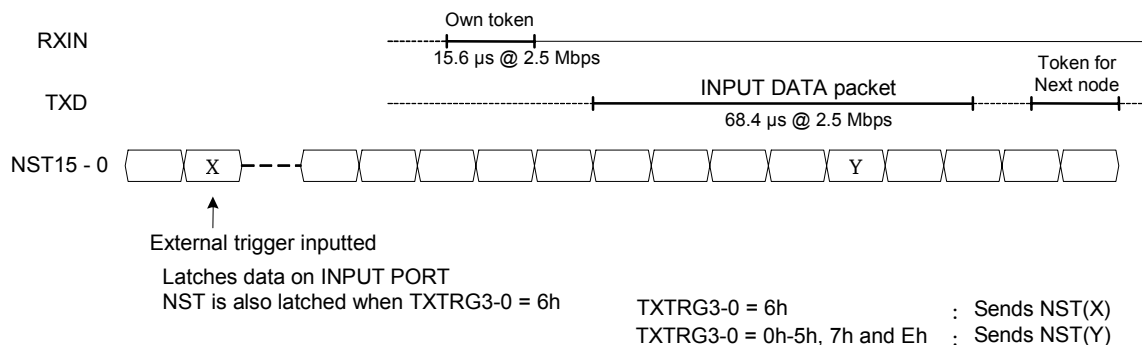 Own token
RXIN
15.6 µs @ 2.5 Mbps
Token for
Next node
INPUT DATA packet
TXD
68.4 µs @ 2.5 Mbps
NST15 - 0
X
Y
External trigger inputted
Latches data on INPUT PORT
NST is also latched when TXTRG3-0 = 6h
TXTRG3-0 = 6h : Sends NST(X)
TXTRG3-0 = 0h-5h, 7h and Eh : Sends NST(Y)